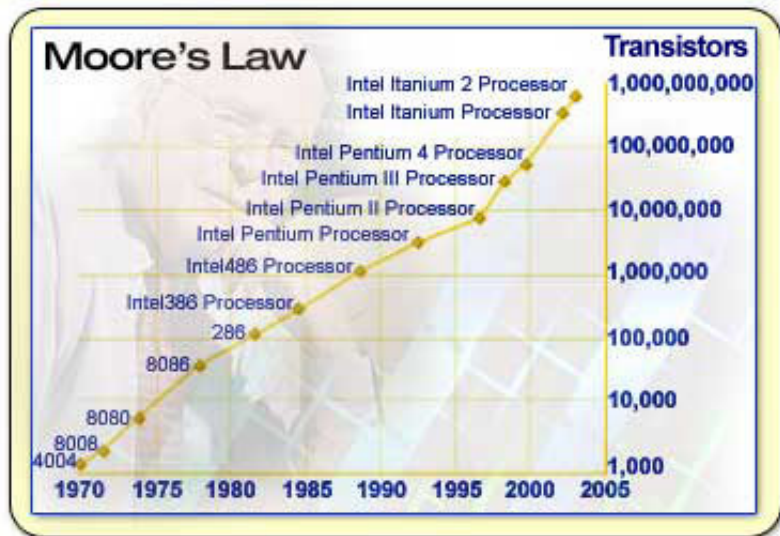 Moore's Law
Transistors
Intel Itanium 2 Processor
1,000,000,000
Intel Itanium Processor
100,000,000
Intel Pentium 4 Processor
Intel Pentium III Processor
Intel Pentium II Processor
10,000,000
Intel Pentium Processor
Intel486 Processor
1,000,000
Intel386 Processor
286
100,000
8086
8080
10,000
8008
4004
1,000
1970 1975 1980 1985 1990 1995 2000 2005